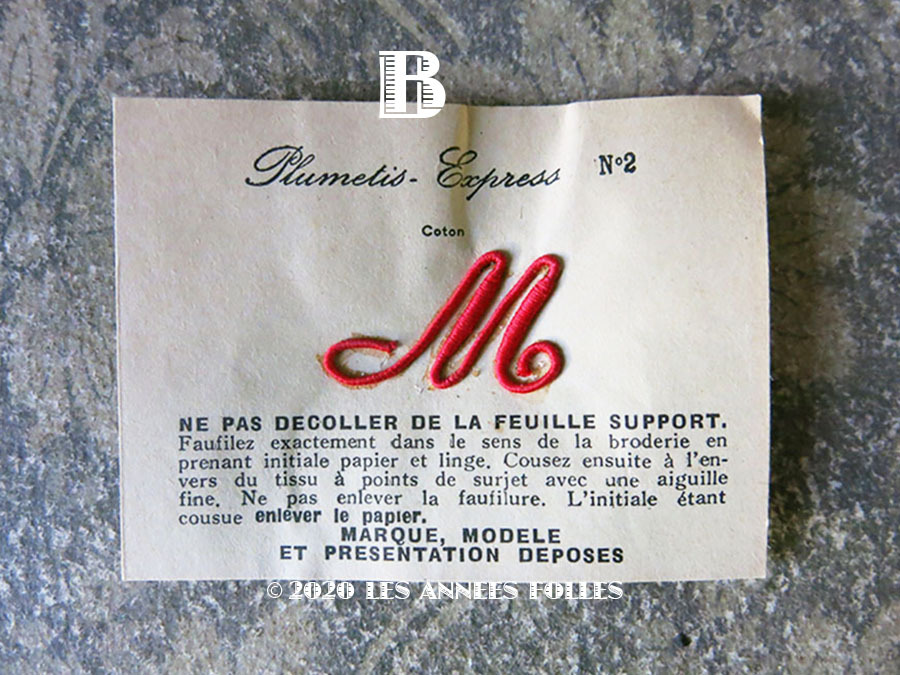 B
Plumetis-Express N°2
Coton
M
NE PAS DECOLLER DE LA FEUILLE SUPPORT.
Faufilez exactement dans le sens de la broderie en
prenant initiale papier et linge. Cousez ensuite à l'en-
vers du tissu à points de surjet avec une aiguille
fine. Ne pas enlever la faufilure. L'initiale étant
cousue enlever le papier.
MARQUE, MODELE
ET PRESENTATION DEPOSES
© 2020 LES ANNEES FOLLES